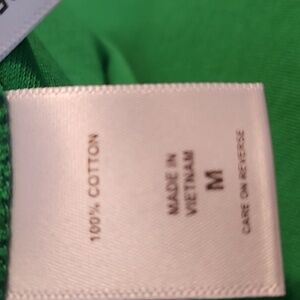 100% COTTON
MADE IN
VIETNAM
M
CARE ON REVERSE